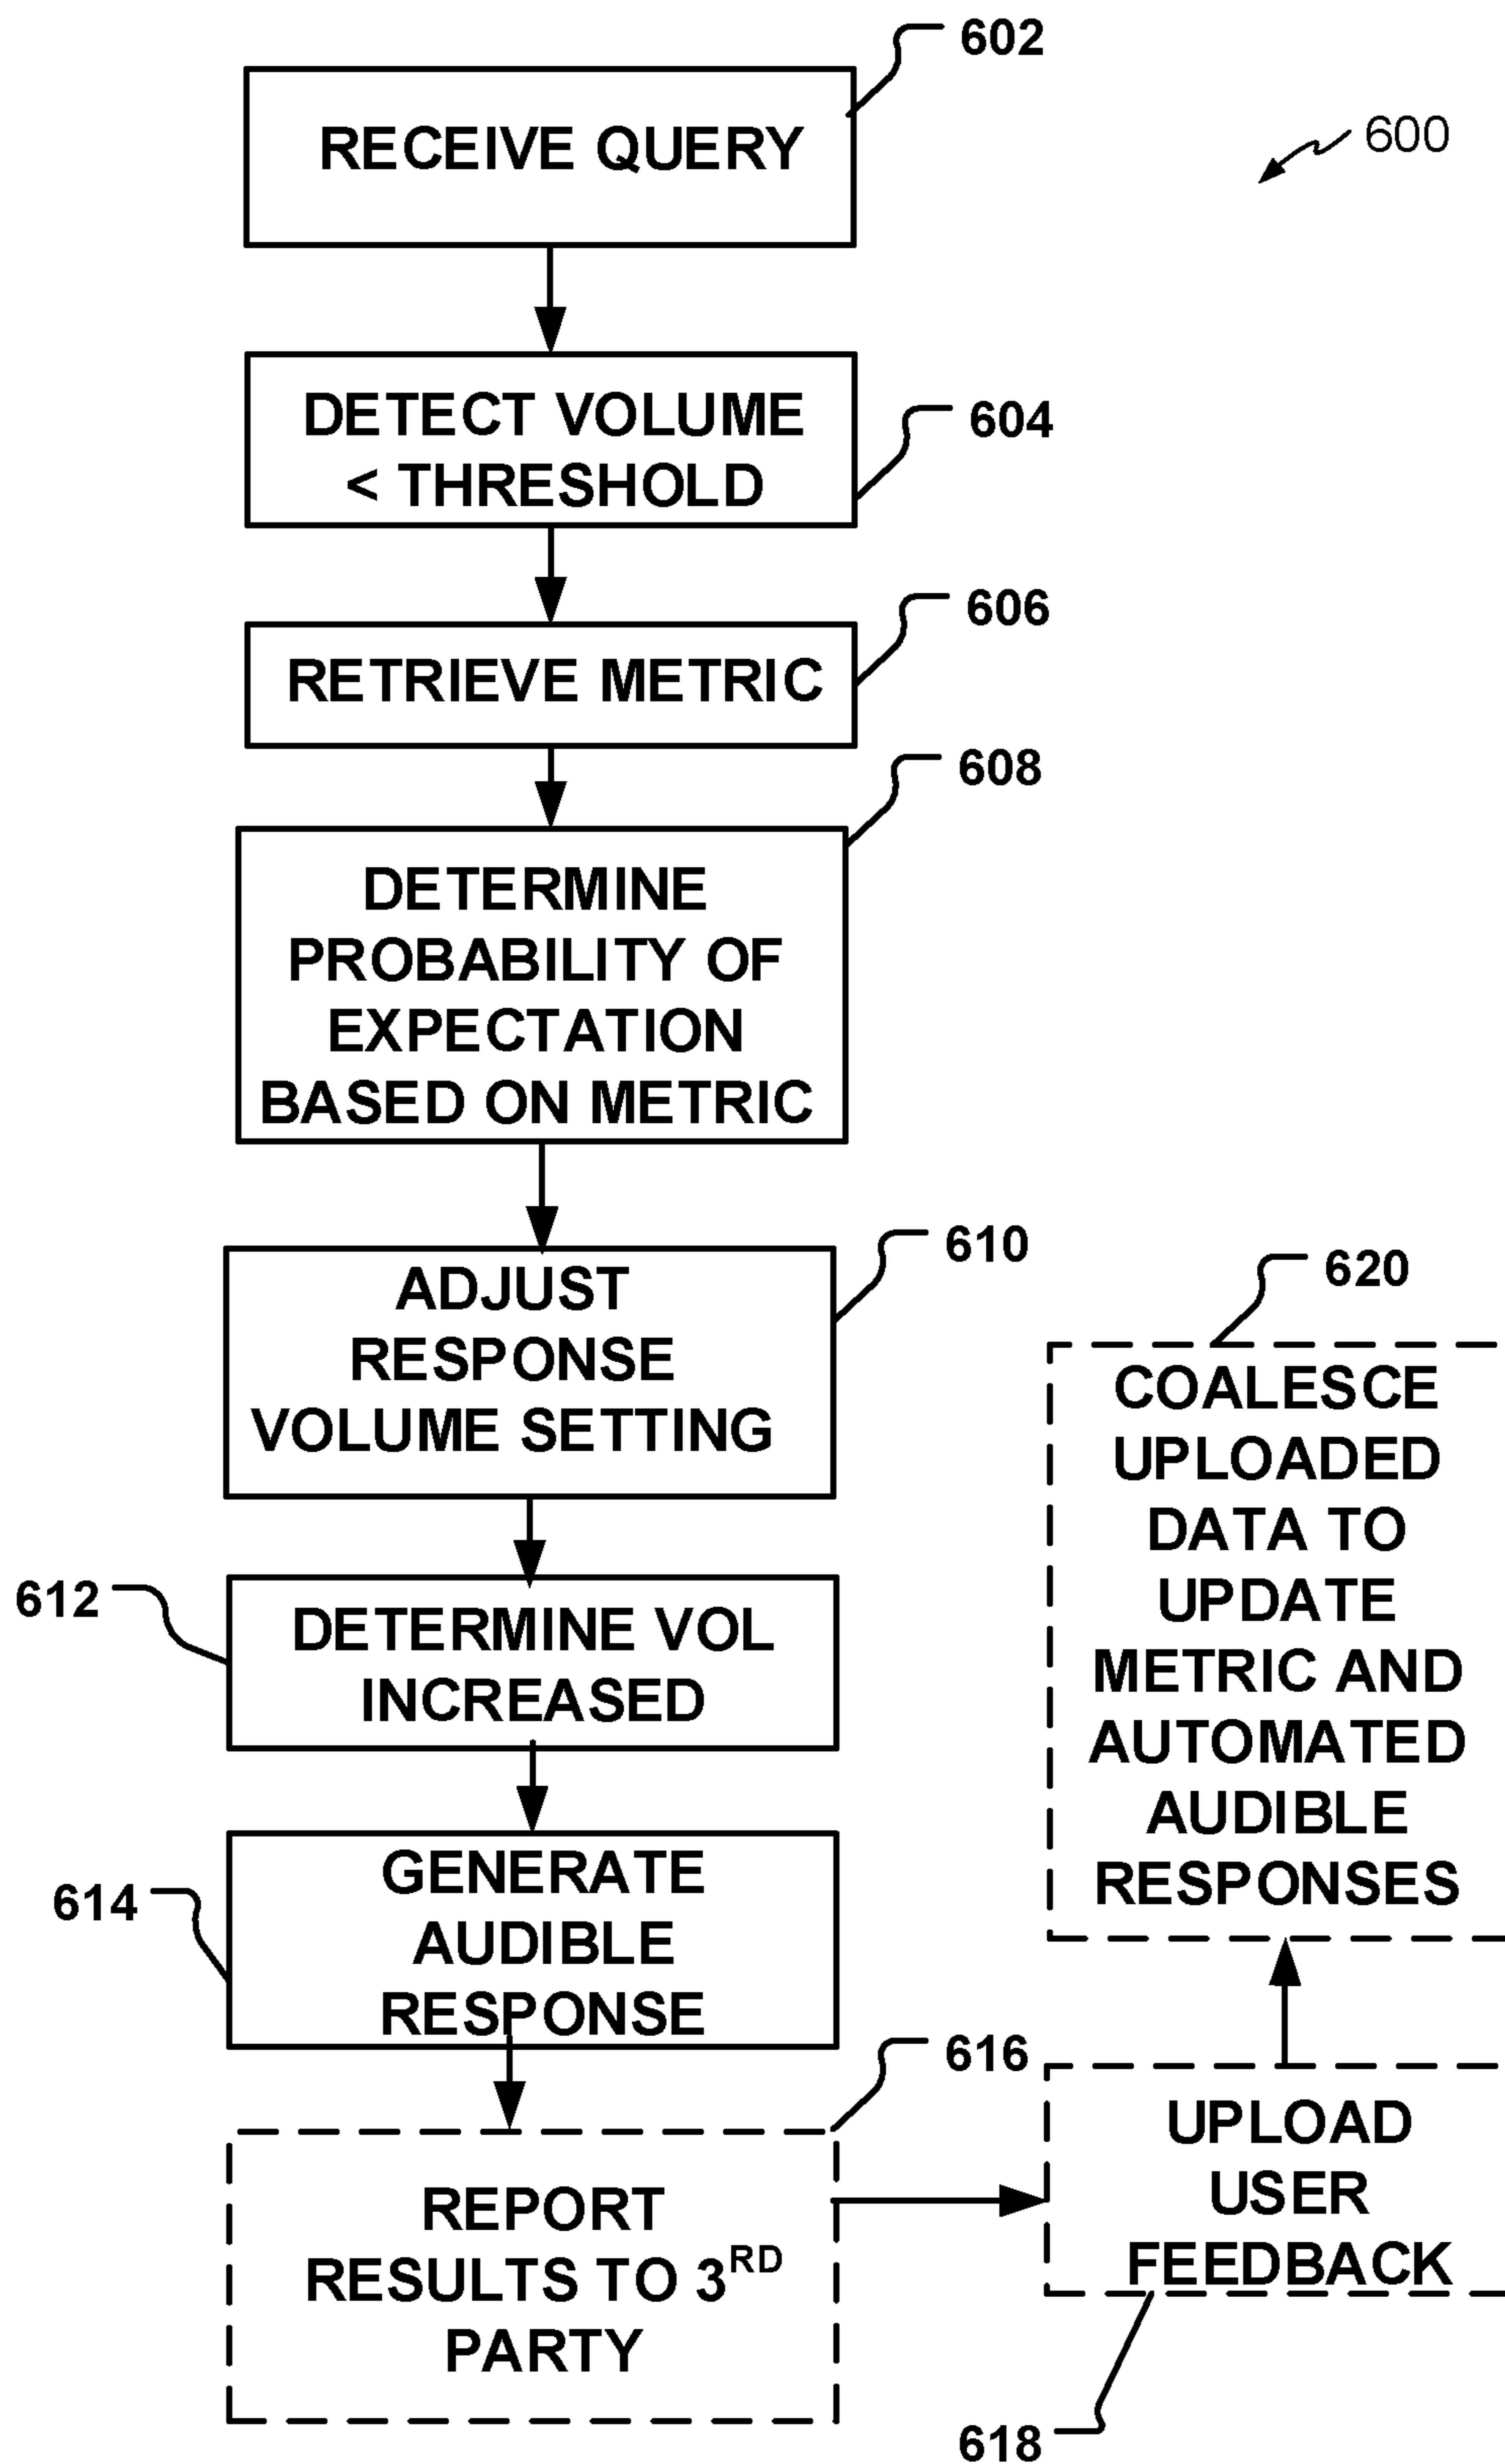 602
RECEIVE QUERY
600
DETECT VOLUME
< THRESHOLD
604
606
RETRIEVE METRIC
608
DETERMINE
PROBABILITY OF
EXPECTATION
BASED ON METRIC
610
ADJUST
RESPONSE
VOLUME SETTING
612
DETERMINE VOL
INCREASED
614
GENERATE
AUDIBLE
RESPONSE
616
REPORT
RESULTS TO 3RD
PARTY
620
COALESCE
UPLOADED
DATA TO
UPDATE
METRIC AND
AUTOMATED
AUDIBLE
RESPONSES
UPLOAD
USER
FEEDBACK
618